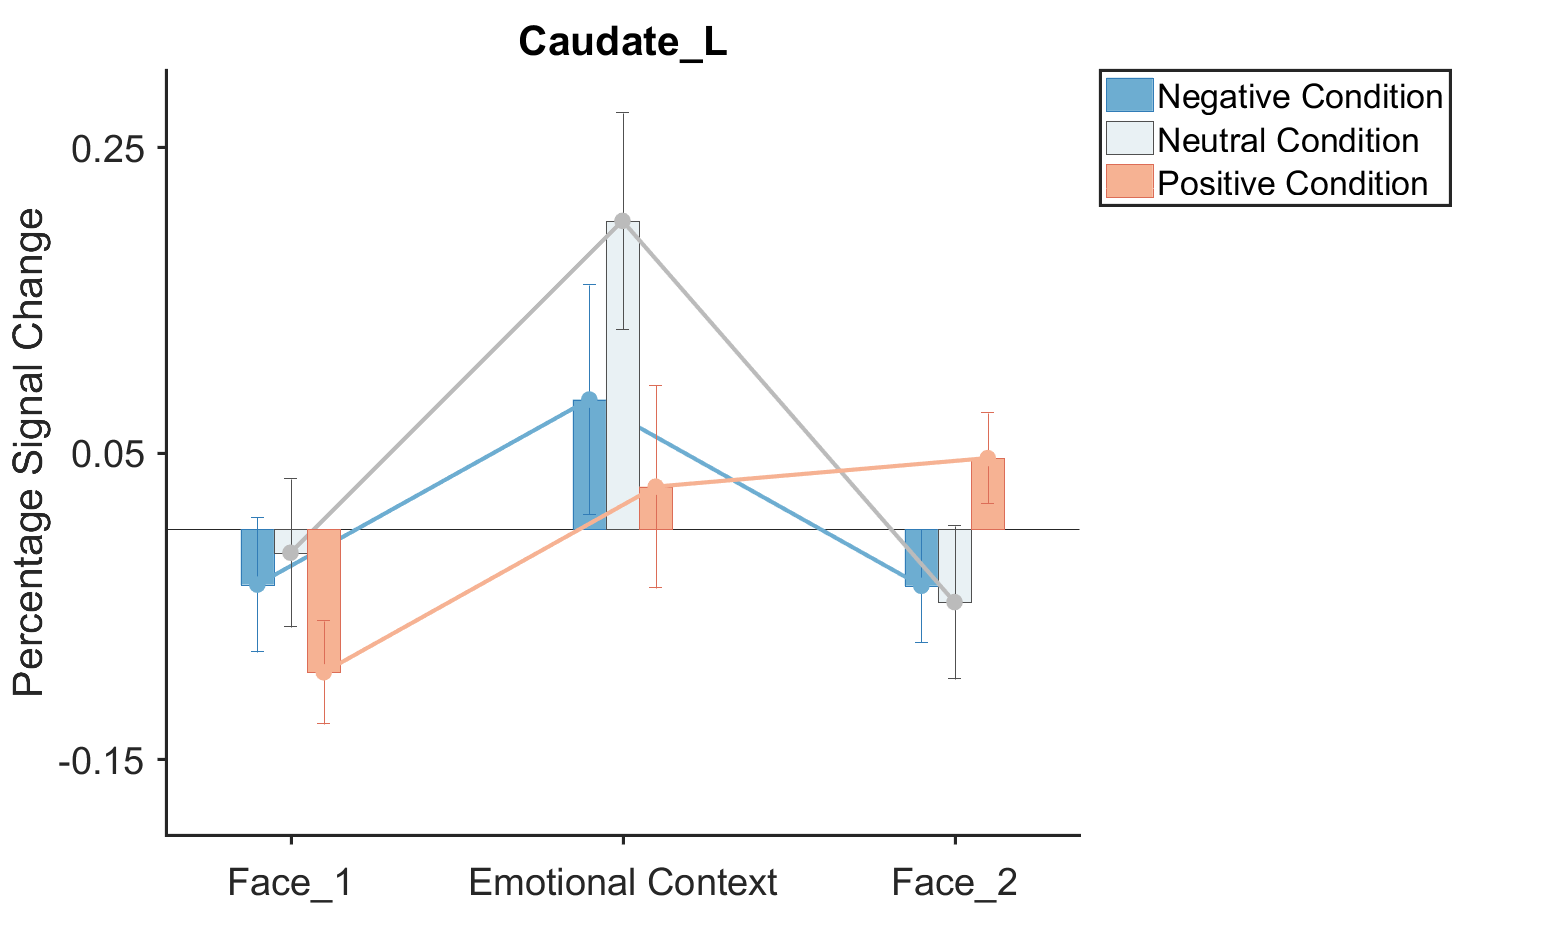 Caudate_L
Negative Condition
Neutral Condition
Positive Condition
Percentage Signal Change
0.25
0.05
-0.15
Face_1
Emotional Context
Face_2